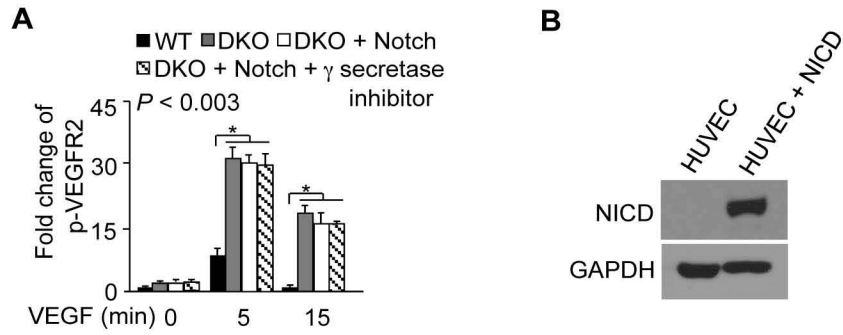 A
WT DKO DKO + Notch
DKO + Notch + γ secretase
inhibitor
P < 0.003
Fold change of
p-VEGFR2
45
30
15
0
* *
VEGF (min) 0 5 15
B
HUVEC
HUVEC + NICD
NICD
GAPDH